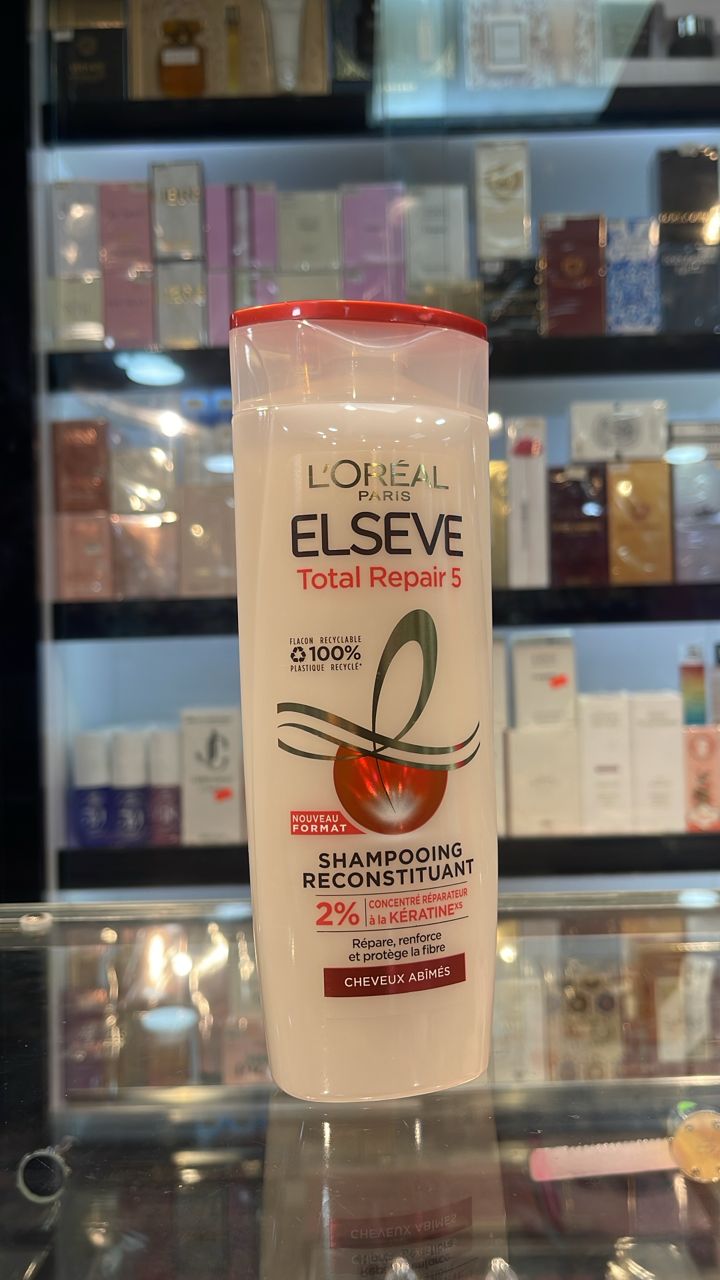 L'ORÉAL
PARIS
ELSEVE
Total Repair 5
FLACON RECYCLABLE
100%
PLASTIQUE RECYCLÉ*
NOUVEAU
FORMAT
SHAMPOOING
RECONSTITUANT
2% CONCENTRÉ RÉPARATEUR
à la KÉRATINE XS
Répare, renforce
et protège la fibre
CHEVEUX ABÎMÉS